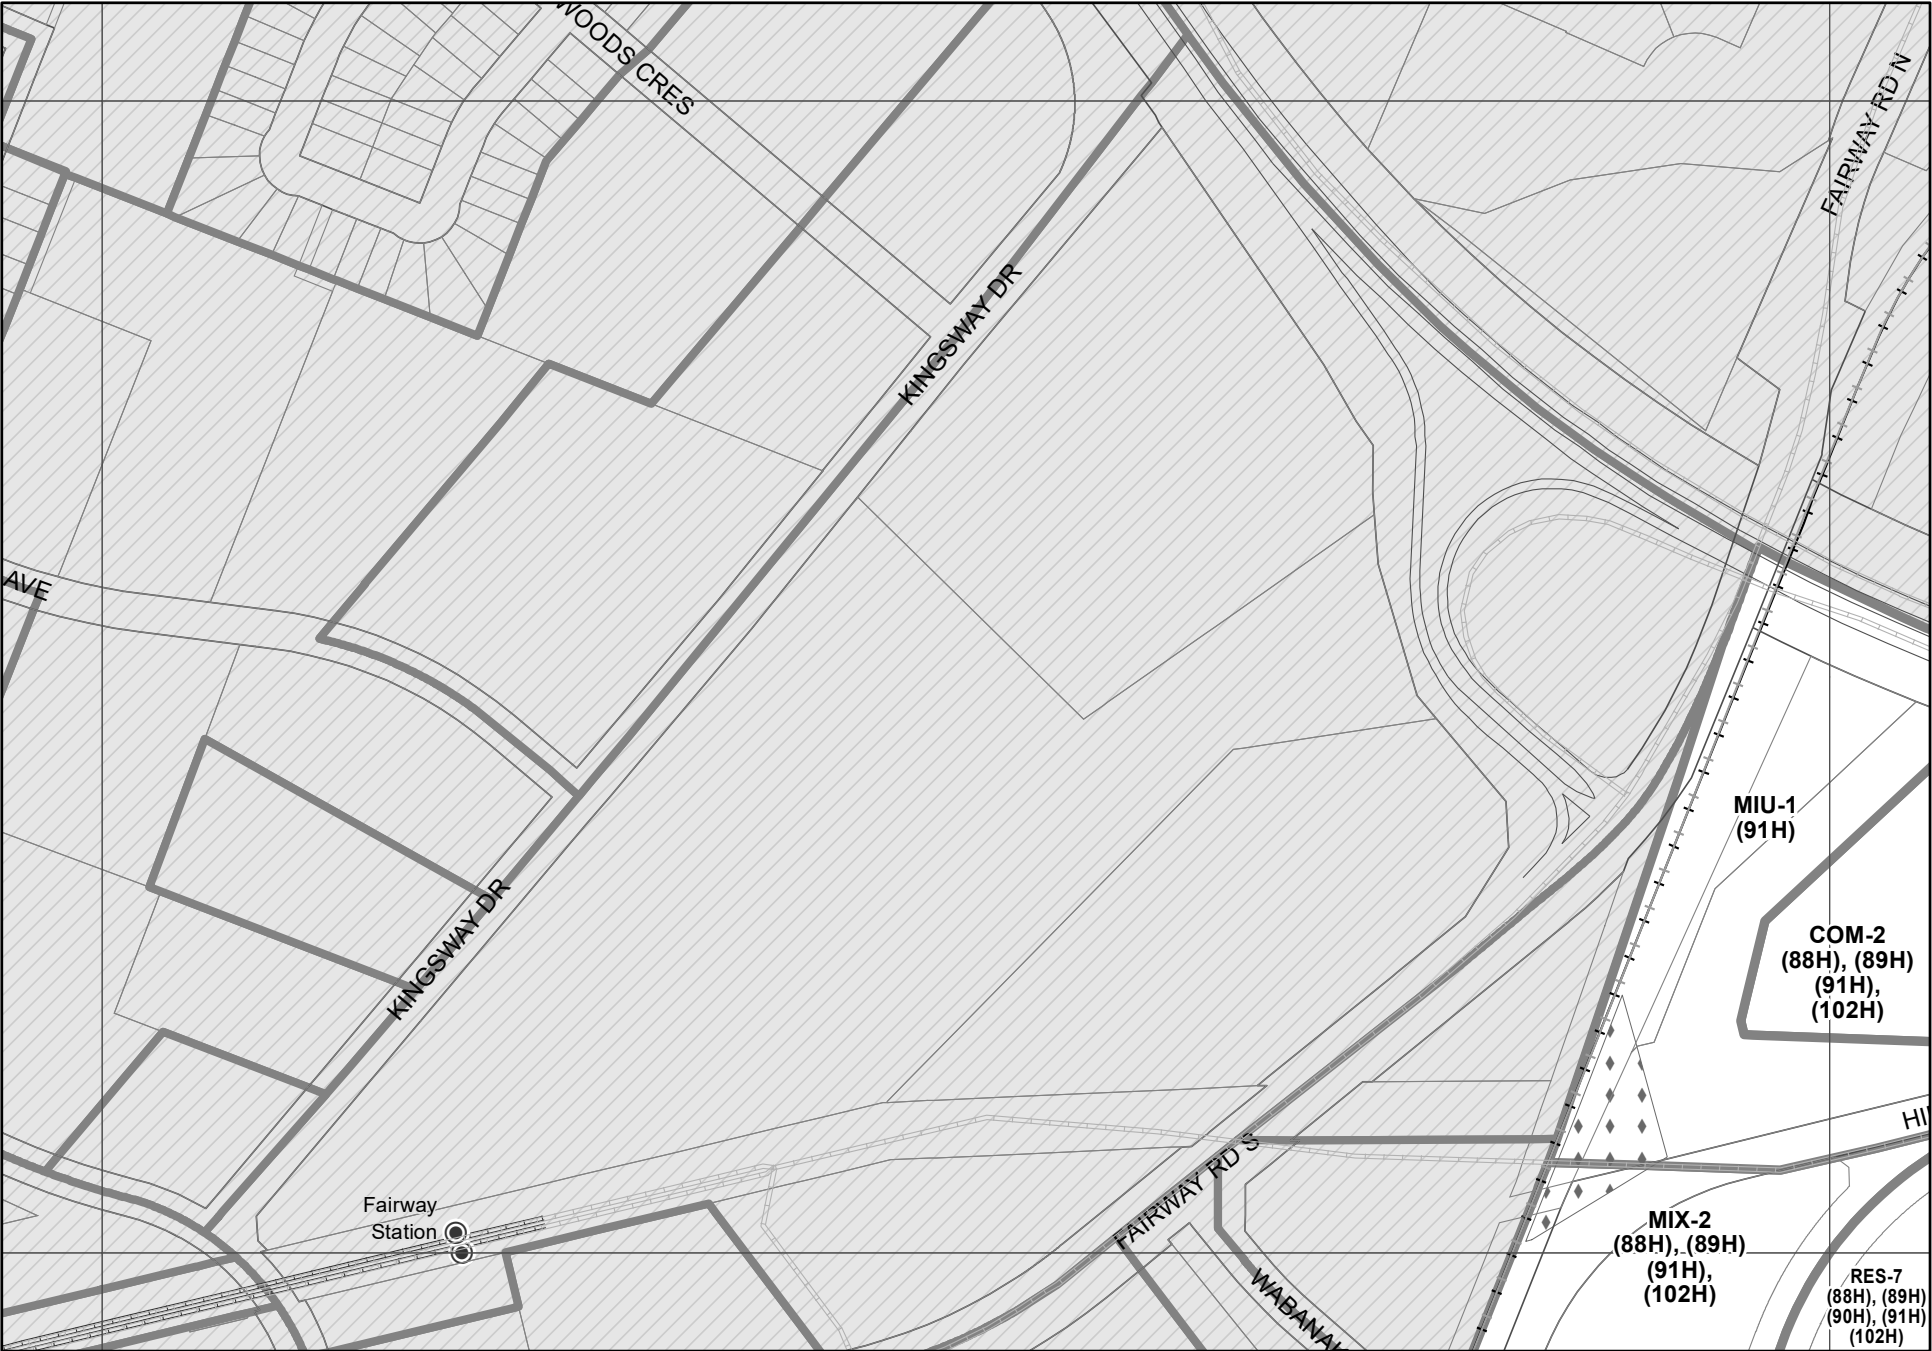 WOODS CRES
FAIRWAY RD N
KINGSWAY DR
AVE
MIU-1
(91H)
KINGSWAY DR
COM-2
(88H), (89H)
(91H),
(102H)
HI
FAIRWAY RD S
Fairway
Station
MIX-2
(88H), (89H)
(91H),
(102H)
WABANAK
RES-7
(88H), (89H)
(90H), (91H)
(102H)